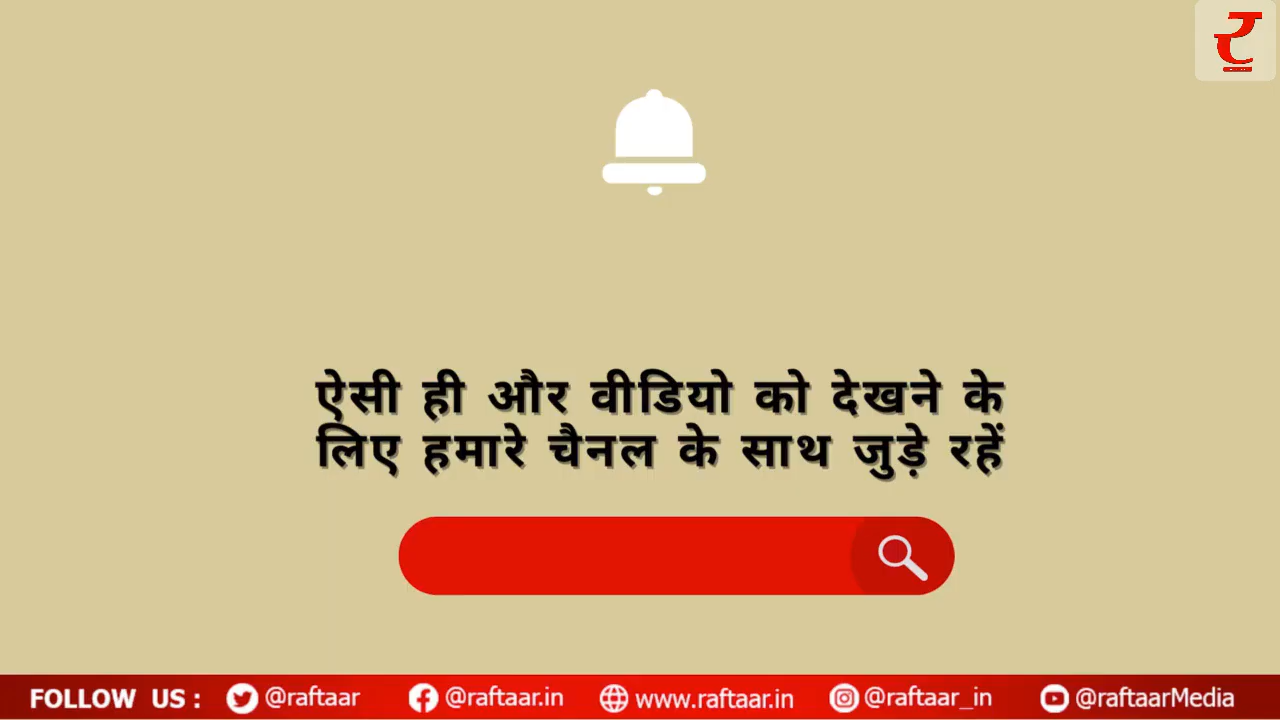 ऐसी ही और वीडियो को देखने के
लिए हमारे चैनल के साथ जुड़े रहें
FOLLOW US : @raftaar @raftaar.in www.raftaar.in @raftaar_in @raftaarMedia